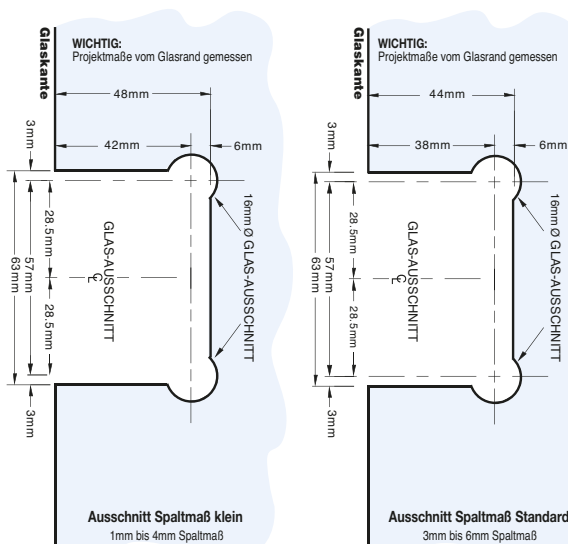 Glaskante
WICHTIG:
Projektmaße vom Glasrand gemessen
48mm
42mm
6mm
3mm
28.5mm
57mm
63mm
28.5mm
3mm
GLAS-AUSSCHNITT
CL
16mm Ø GLAS-AUSSCHNITT
Ausschnitt Spaltmaß klein
1mm bis 4mm Spaltmaß
Glaskante
WICHTIG:
Projektmaße vom Glasrand gemessen
44mm
38mm
6mm
3mm
28.5mm
57mm
63mm
28.5mm
3mm
GLAS-AUSSCHNITT
CL
16mm Ø GLAS-AUSSCHNITT
Ausschnitt Spaltmaß Standard
3mm bis 6mm Spaltmaß